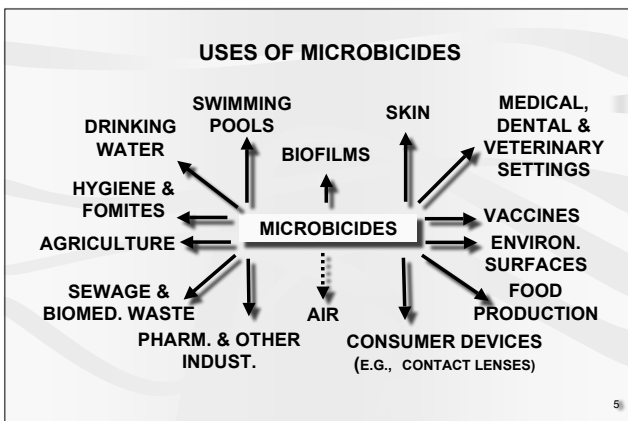 USES OF MICROBICIDES
SWIMMING
POOLS
SKIN
MEDICAL,
DENTAL &
VETERINARY
SETTINGS
DRINKING
WATER
BIOFILMS
HYGIENE &
FOMITES
MICROBICIDES
VACCINES
AGRICULTURE
ENVIRON.
SURFACES
SEWAGE &
BIOMED. WASTE
AIR
FOOD
PRODUCTION
PHARM. & OTHER
INDUST.
CONSUMER DEVICES
(E.G., CONTACT LENSES)
5